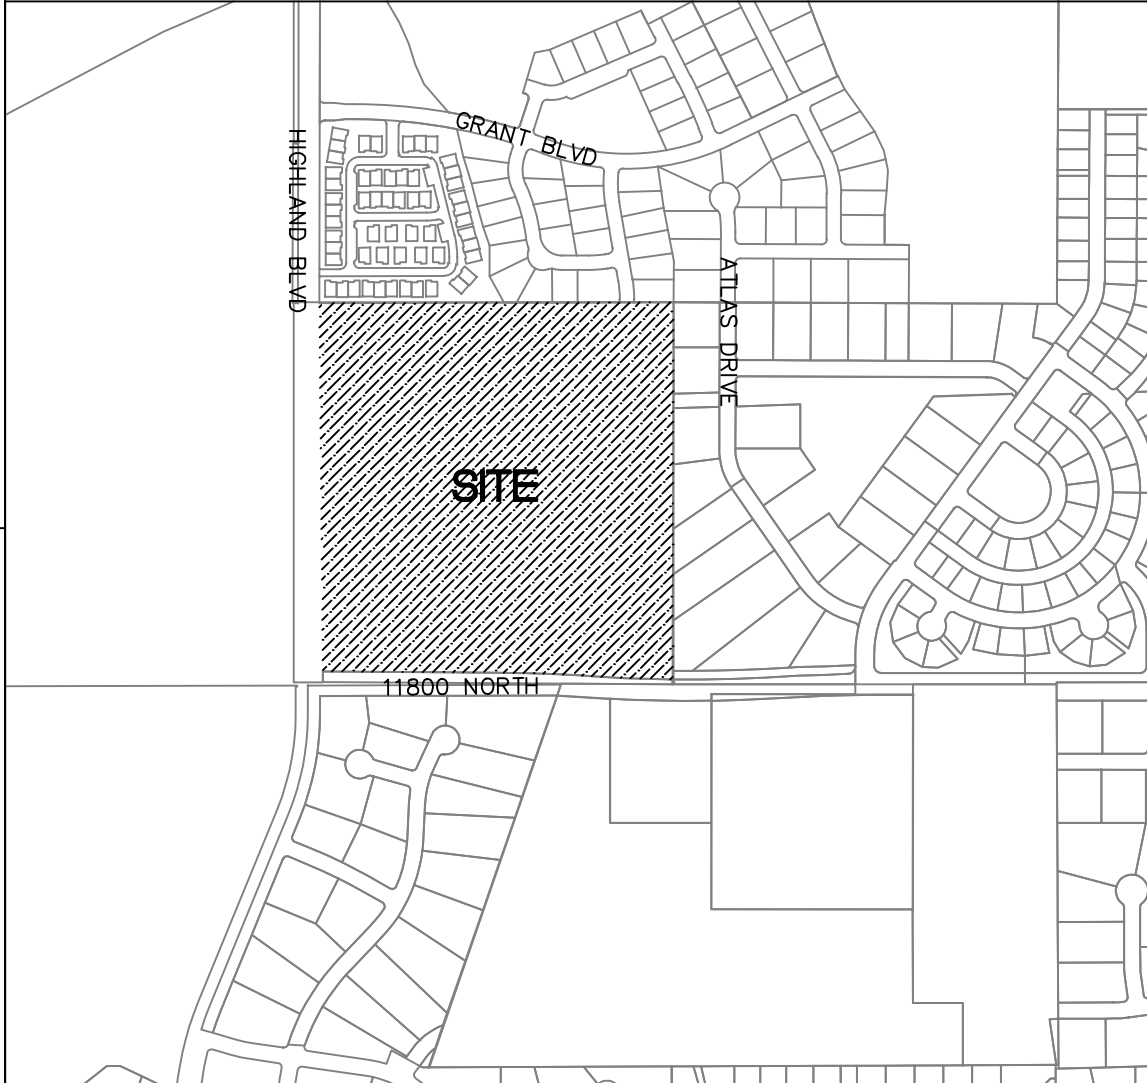 GRANT BLVD
HIGHLAND BLVD
ATLAS DRIVE
SITE
11800 NORTH